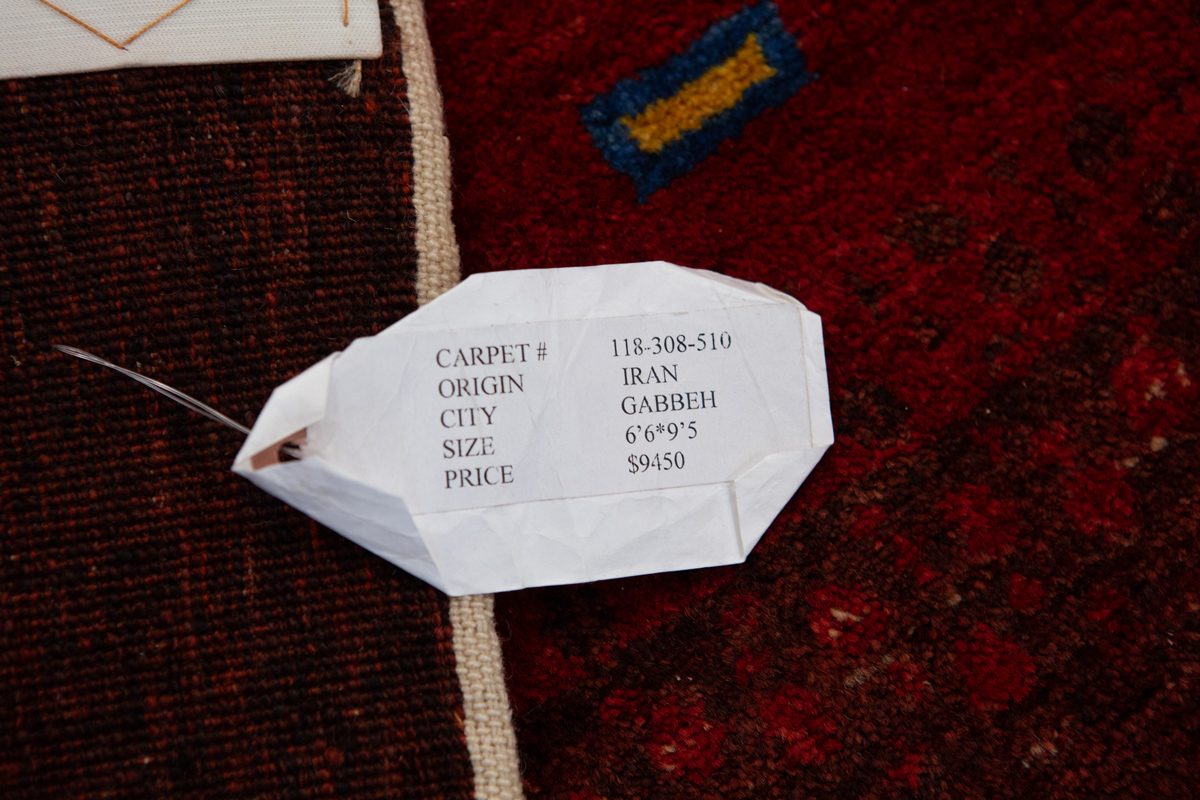 CARPET # 118-308-510
ORIGIN IRAN
CITY GABBEH
SIZE 6'6*9'5
PRICE $9450